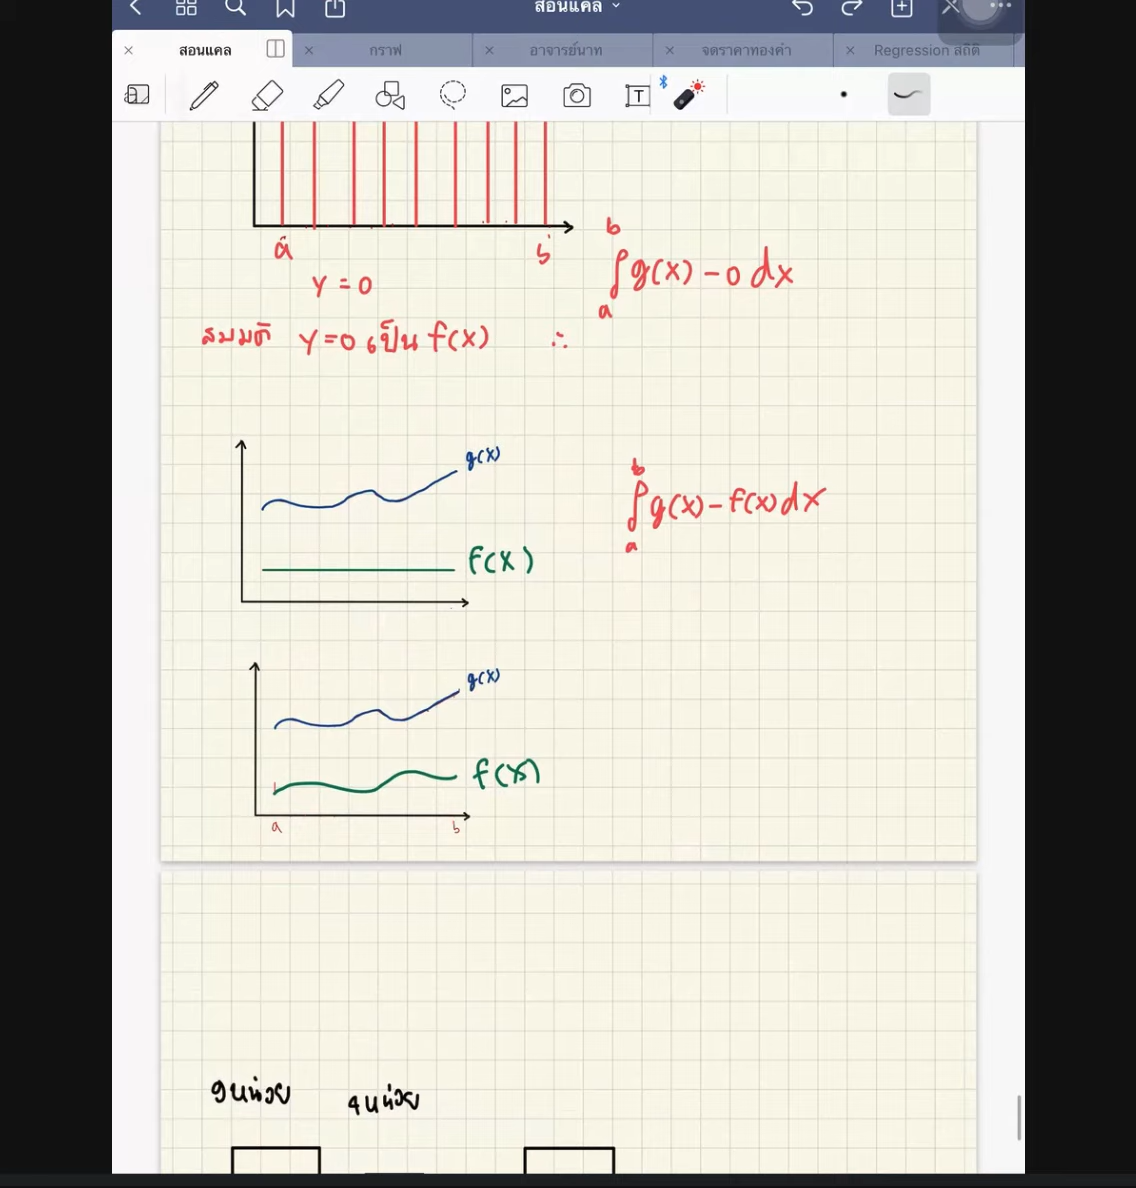 สอนแคล
สอนแคล กราฟ อาจารย์นาท จดราคาทองคำ Regression สถิติ
a b
y = 0
b
∫g(x) - 0 dx
a
สมมติ y = 0 เป็น f(x) ∴
g(x)
f(x)
b
∫g(x) - f(x)dx
a
g(x)
f(x)
a b
9หน่วย 4หน่วย